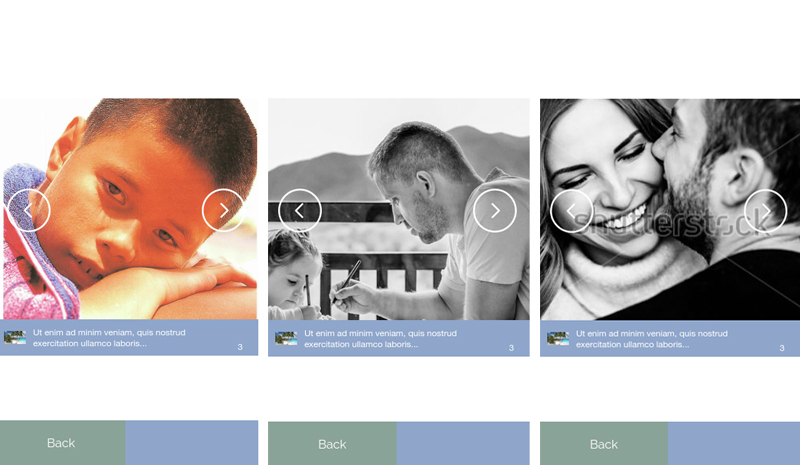 shutterstock
Ut enim ad minim veniam, quis nostrud
exercitation ullamco laboris...
3
Ut enim ad minim veniam, quis nostrud
exercitation ullamco laboris...
3
Ut enim ad minim veniam, quis nostrud
exercitation ullamco laboris...
3
Back
Back
Back